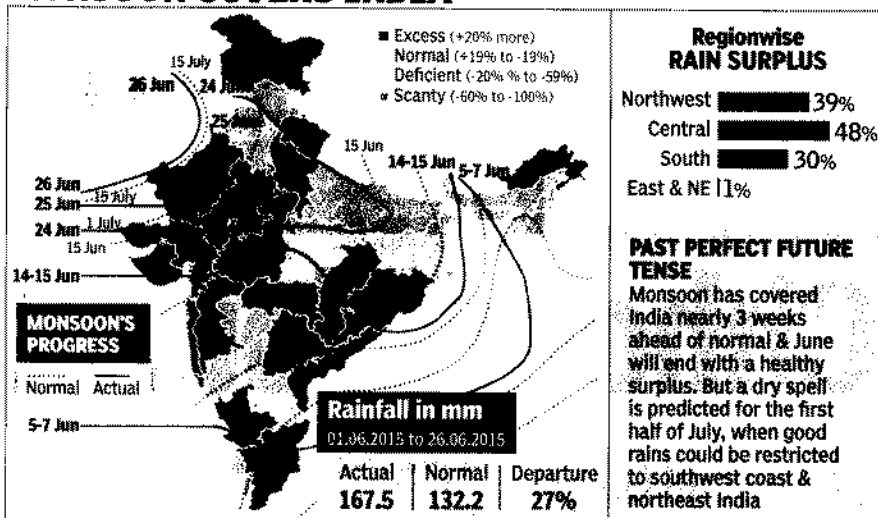 ■ Excess (+20% more)
Normal (+19% to -19%)
Deficient (-20% % to -59%)
Scanty (-60% to -100%)
15 July
26 Jun
24 Jun
25 Jun
15 Jun
14-15 Jun
5-7 Jun
26 Jun
15 July
25 Jun
24 Jun
1 July
15 Jun
14-15 Jun
MONSOON'S
PROGRESS
Normal Actual
5-7 Jun
Rainfall in mm
01.06.2015 to 26.06.2015
Actual Normal Departure
167.5 132.2 27%
Regionwise
RAIN SURPLUS
Northwest 39%
Central 48%
South 30%
East & NE 1%
PAST PERFECT FUTURE
TENSE
Monsoon has covered
India nearly 3 weeks
ahead of normal & June
will end with a healthy
surplus. But a dry spell
is predicted for the first
half of July, when good
rains could be restricted
to southwest coast &
northeast India